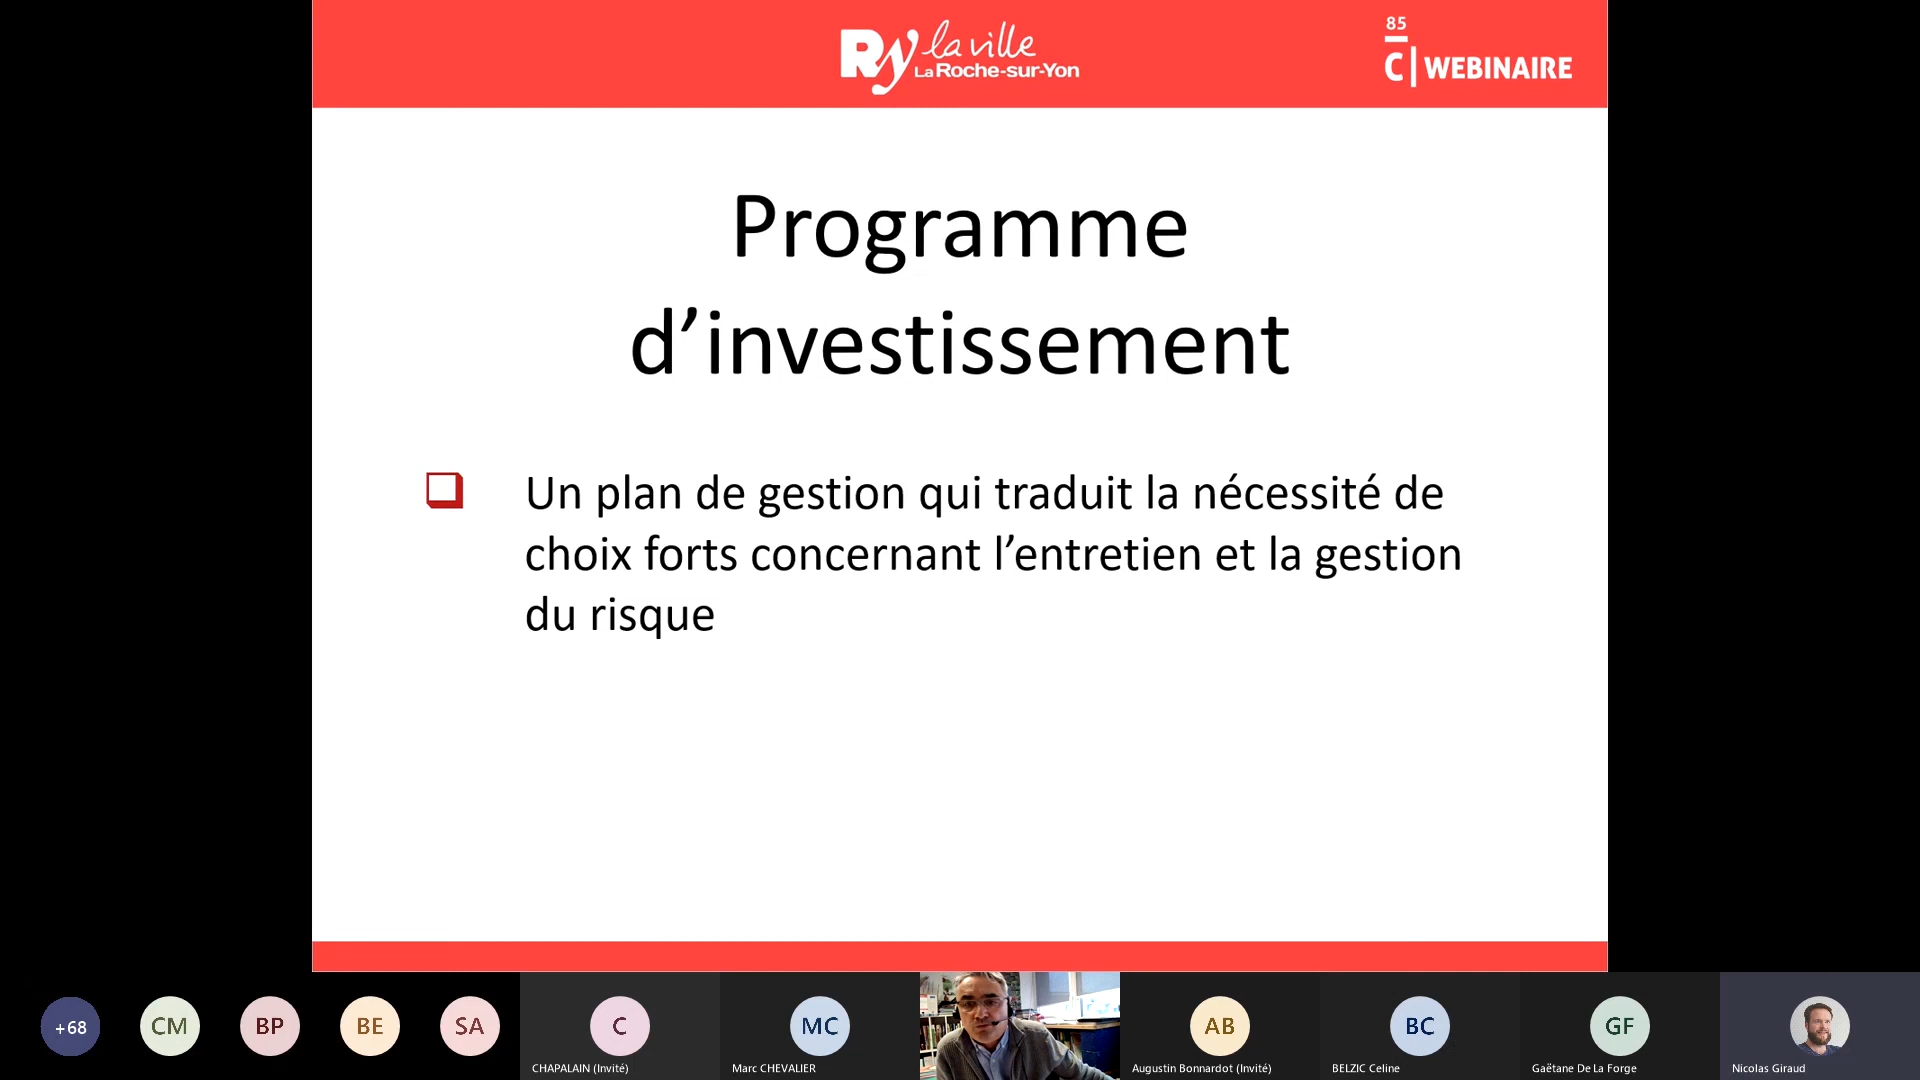 Ry la ville
La Roche-sur-Yon
85
C WEBINAIRE
Programme
d’investissement
Un plan de gestion qui traduit la nécessité de
choix forts concernant l’entretien et la gestion
du risque
+68
CM
BP
BE
SA
C
CHAPALAIN (Invité)
MC
Marc CHEVALIER
AB
Augustin Bonnardot (Invité)
BC
BELZIC Celine
GF
Gaëtane De La Forge
Nicolas Giraud